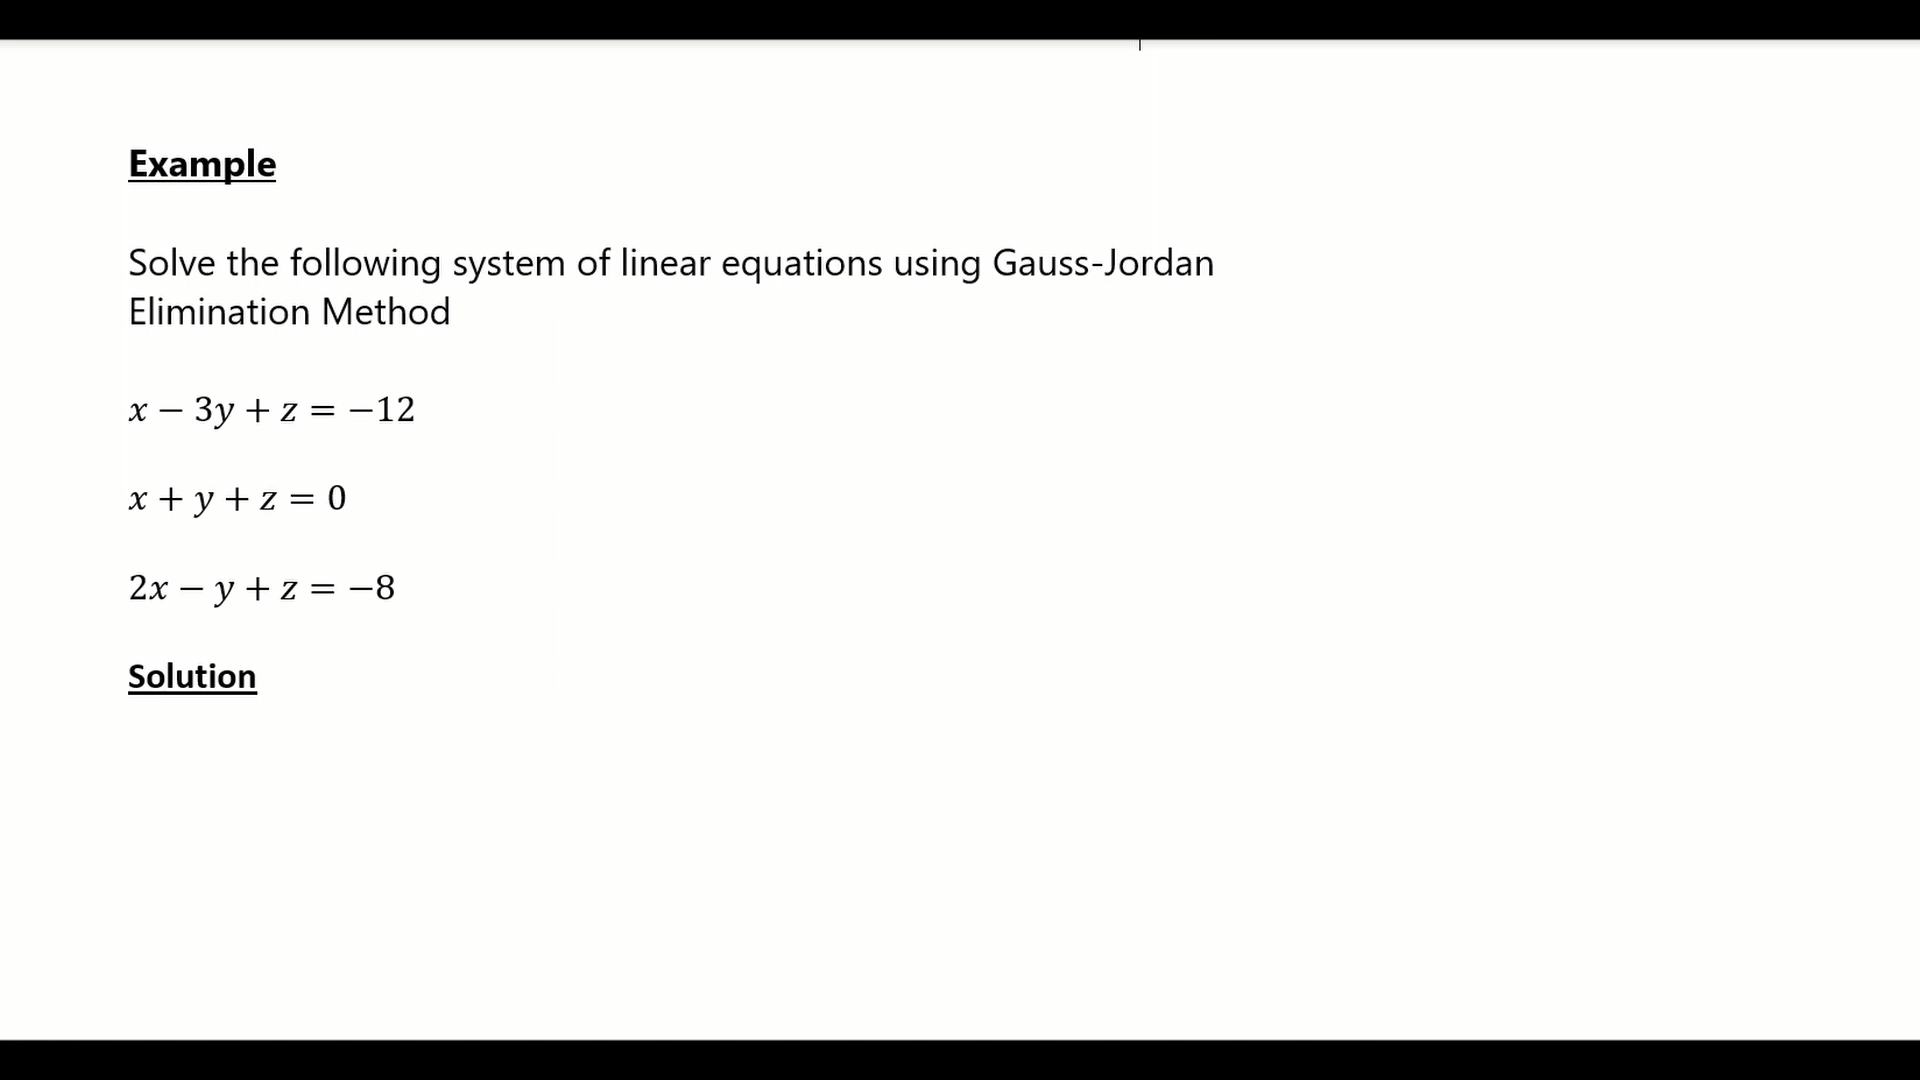 Example
Solve the following system of linear equations using Gauss-Jordan
Elimination Method
x − 3y + z = −12
x + y + z = 0
2x − y + z = −8
Solution